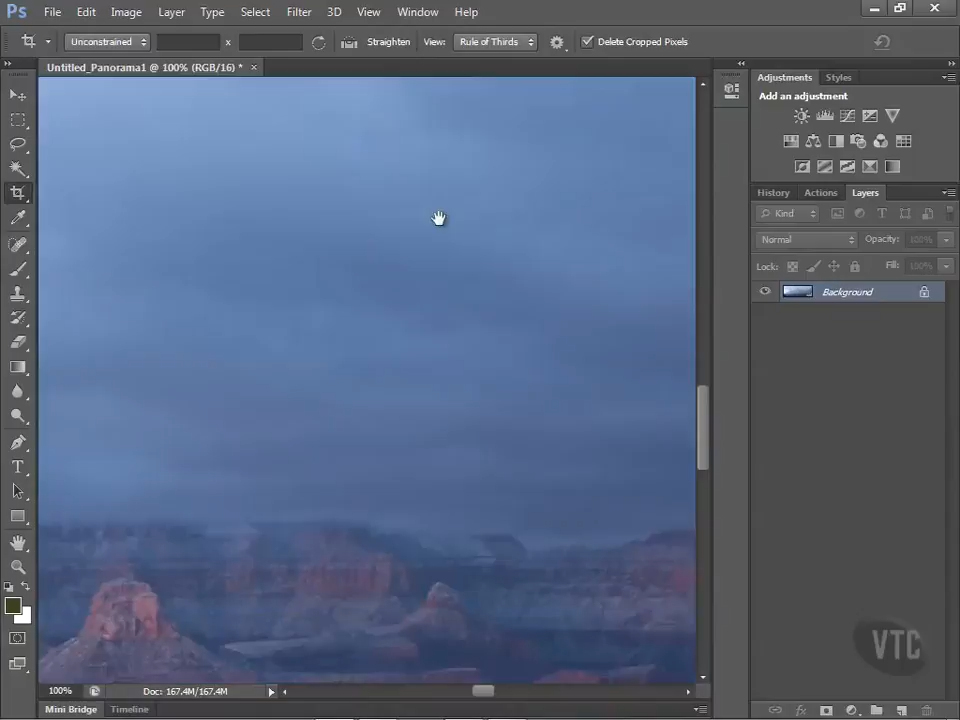 Ps File Edit Image Layer Type Select Filter 3D View Window Help
Unconstrained x Straighten View: Rule of Thirds Delete Cropped Pixels
Untitled_Panorama1 @ 100% (RGB/16) * ×
Adjustments Styles
Add an adjustment
History Actions Layers
Kind
Normal Opacity: 100%
Lock: Fill: 100%
Background
VTC
100% Doc: 167.4M/167.4M
Mini Bridge Timeline